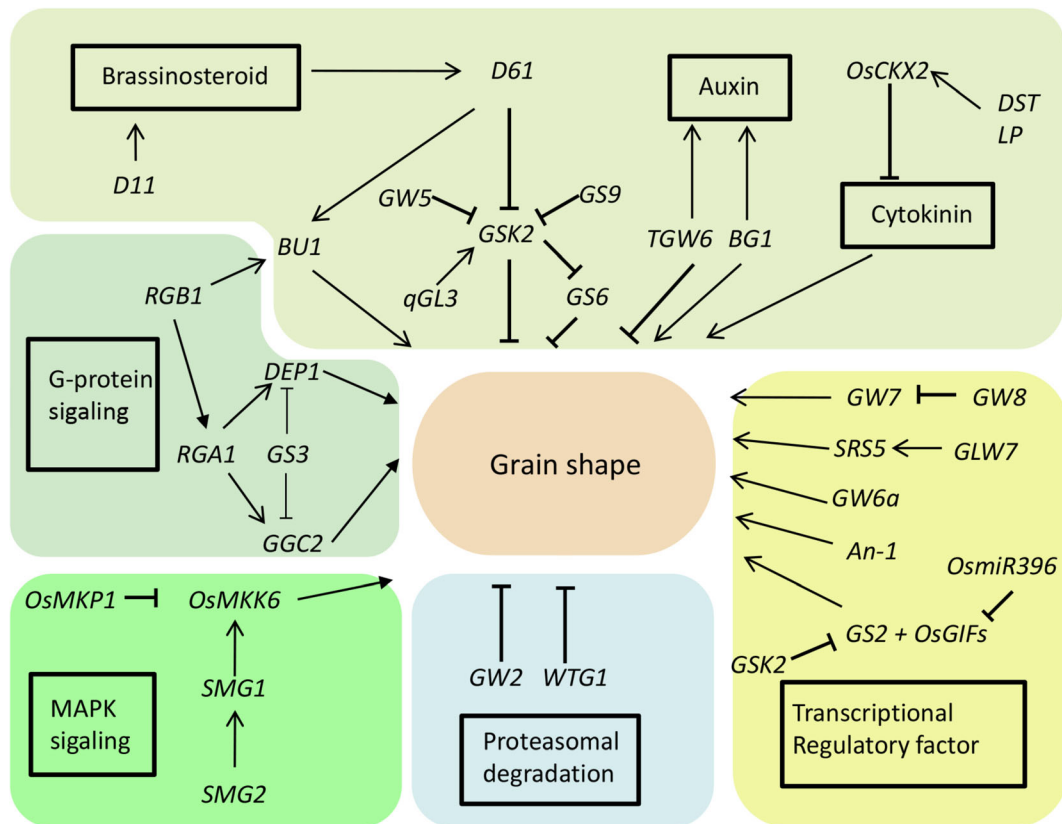 Brassinosteroid
D61
Auxin
OsCKX2
DST
LP
D11
GW5
GS9
Cytokinin
BU1
GSK2
TGW6
BG1
qGL3
GS6
RGB1
G-protein
sigaling
DEP1
RGA1
GS3
GGC2
Grain shape
GW7
GW8
SRS5
GLW7
GW6a
An-1
OsmiR396
GS2 + OsGIFs
GSK2
Transcriptional
Regulatory factor
OsMKP1
OsMKK6
SMG1
MAPK
sigaling
SMG2
GW2
WTG1
Proteasomal
degradation